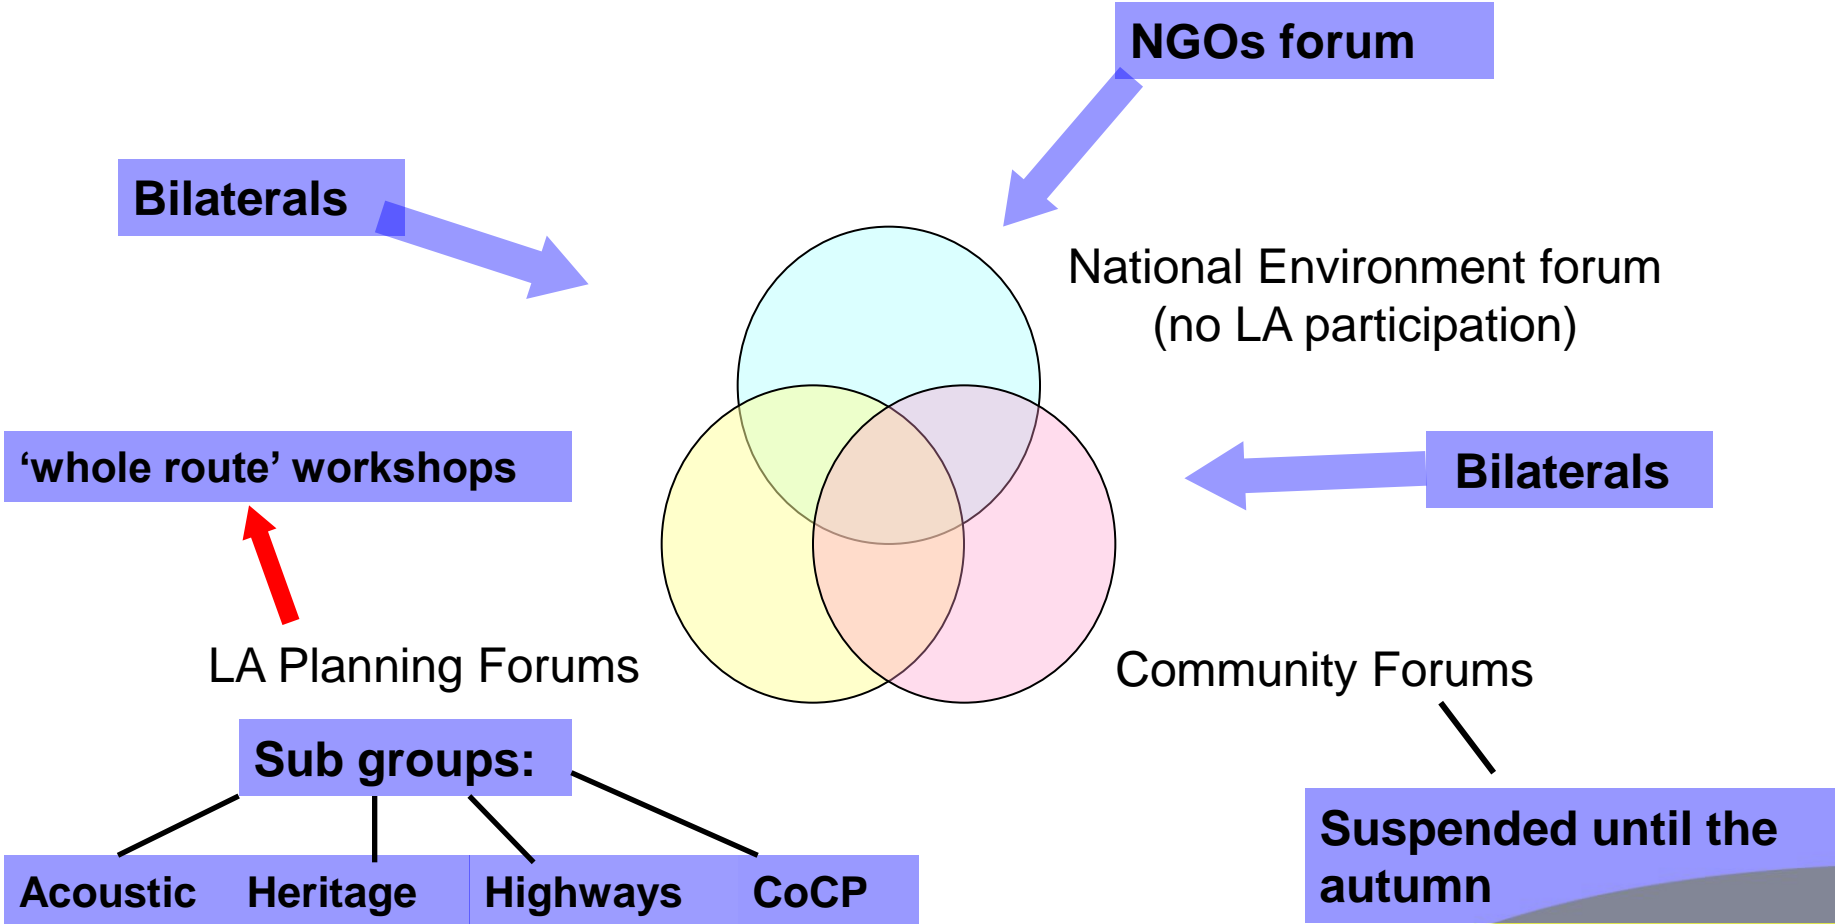 NGOs forum
Bilaterals
National Environment forum
(no LA participation)
‘whole route’ workshops
Bilaterals
LA Planning Forums
Community Forums
Sub groups:
Acoustic Heritage Highways CoCP
Suspended until the
autumn